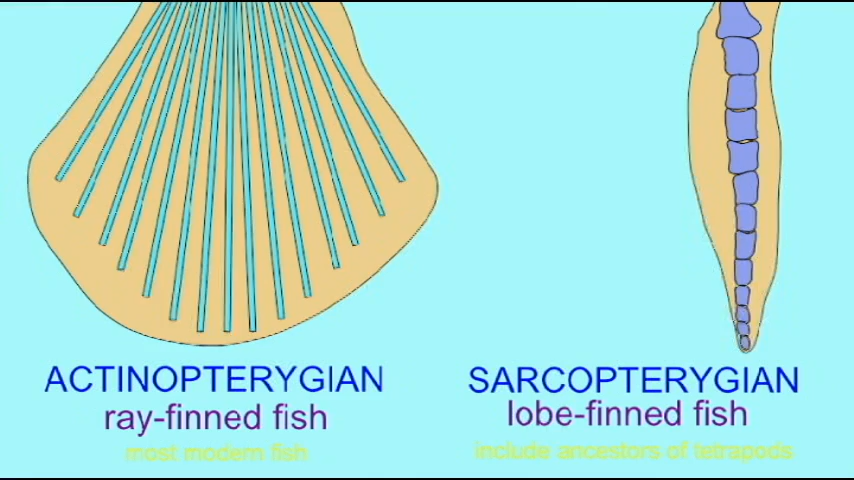 ACTINOPTERYGIAN
ray-finned fish
most modern fish
SARCOPTERYGIAN
lobe-finned fish
include ancestors of tetrapods